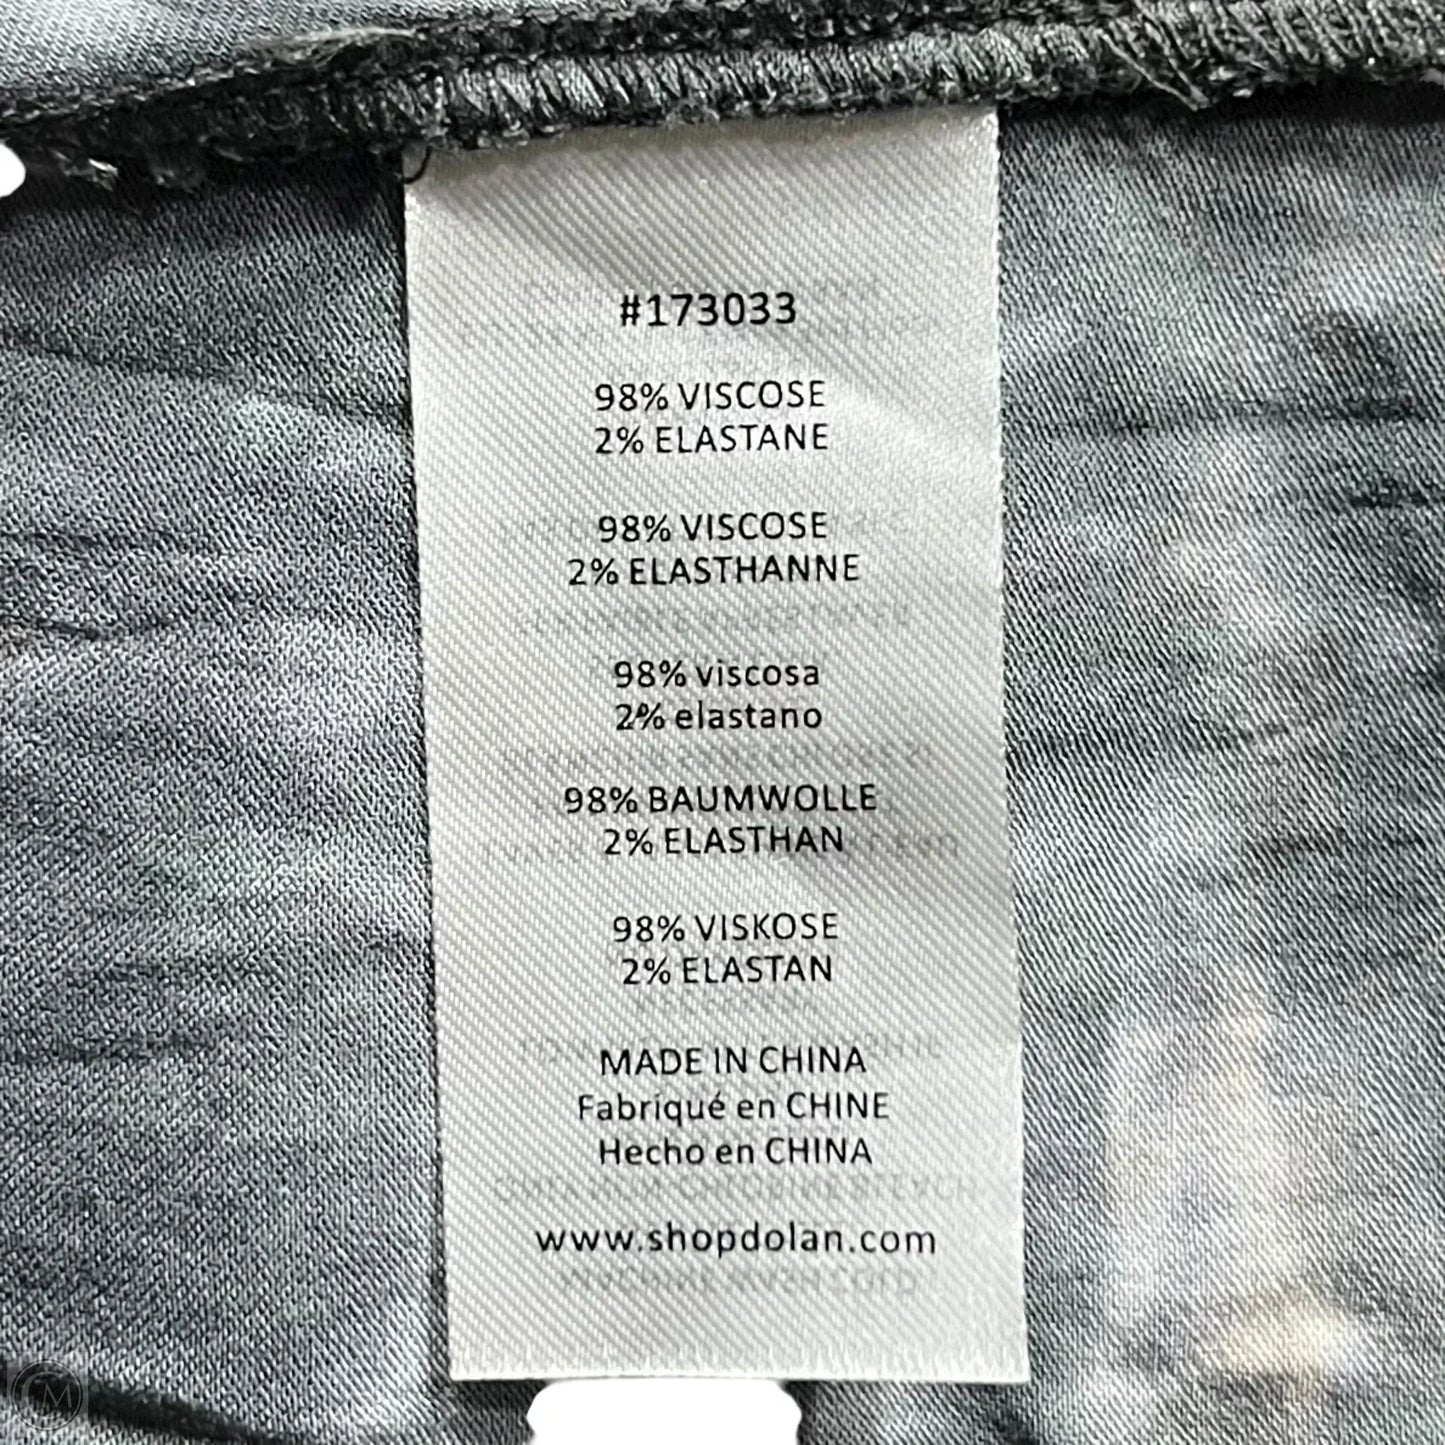 #173033
98% VISCOSE
2% ELASTANE
98% VISCOSE
2% ELASTHANNE
98% viscosa
2% elastano
98% BAUMWOLLE
2% ELASTHAN
98% VISKOSE
2% ELASTAN
MADE IN CHINA
Fabriqué en CHINE
Hecho en CHINA
www.shopdolan.com
M